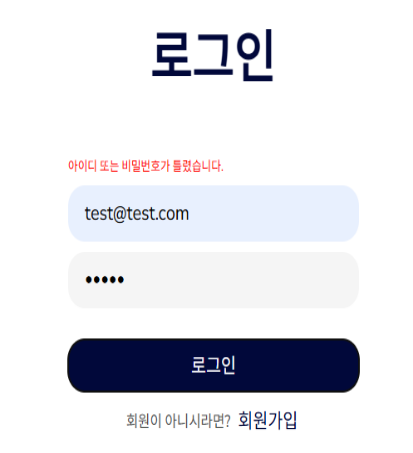 로그인
아이디 또는 비밀번호가 틀렸습니다.
test@test.com
•••••
로그인
회원이 아니시라면? 회원가입